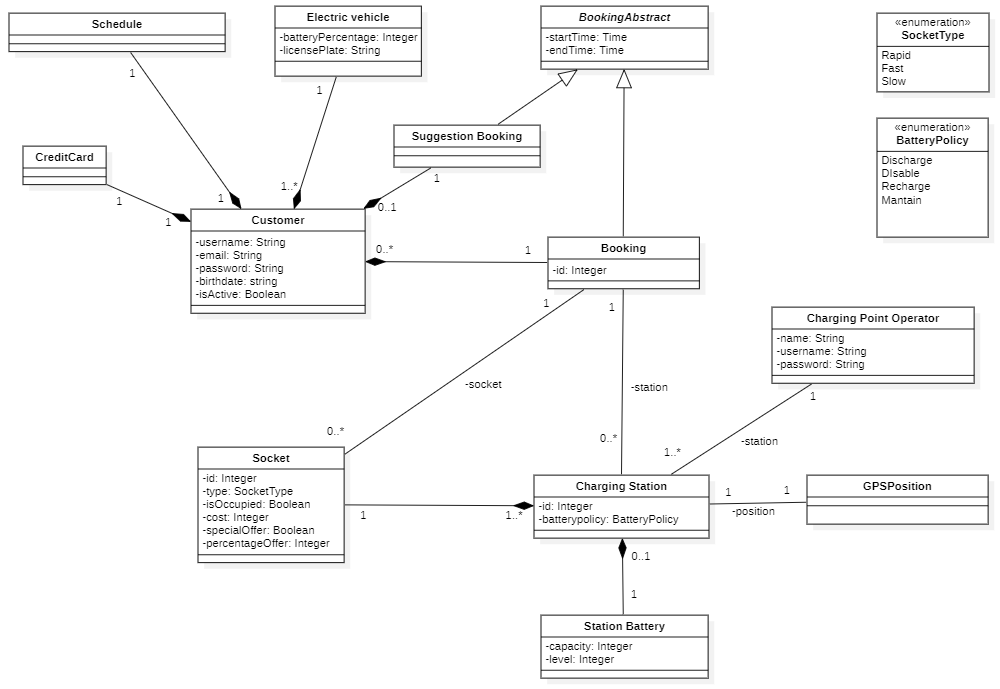 Schedule
1
1
Electric vehicle
-batteryPercentage: Integer
-licensePlate: String
1
1..*
BookingAbstract
-startTime: Time
-endTime: Time
«enumeration»
SocketType
Rapid
Fast
Slow
«enumeration»
BatteryPolicy
Discharge
DIsable
Recharge
Mantain
CreditCard
1
1
Suggestion Booking
1
0..1
Customer
-username: String
-email: String
-password: String
-birthdate: string
-isActive: Boolean
0..*
1
Booking
-id: Integer
1
1
-socket
0..*
-station
0..*
Charging Point Operator
-name: String
-username: String
-password: String
1
-station
1..*
Socket
-id: Integer
-type: SocketType
-isOccupied: Boolean
-cost: Integer
-specialOffer: Boolean
-percentageOffer: Integer
1
1..*
Charging Station
-id: Integer
-batterypolicy: BatteryPolicy
1
1
-position
GPSPosition
0..1
1
Station Battery
-capacity: Integer
-level: Integer